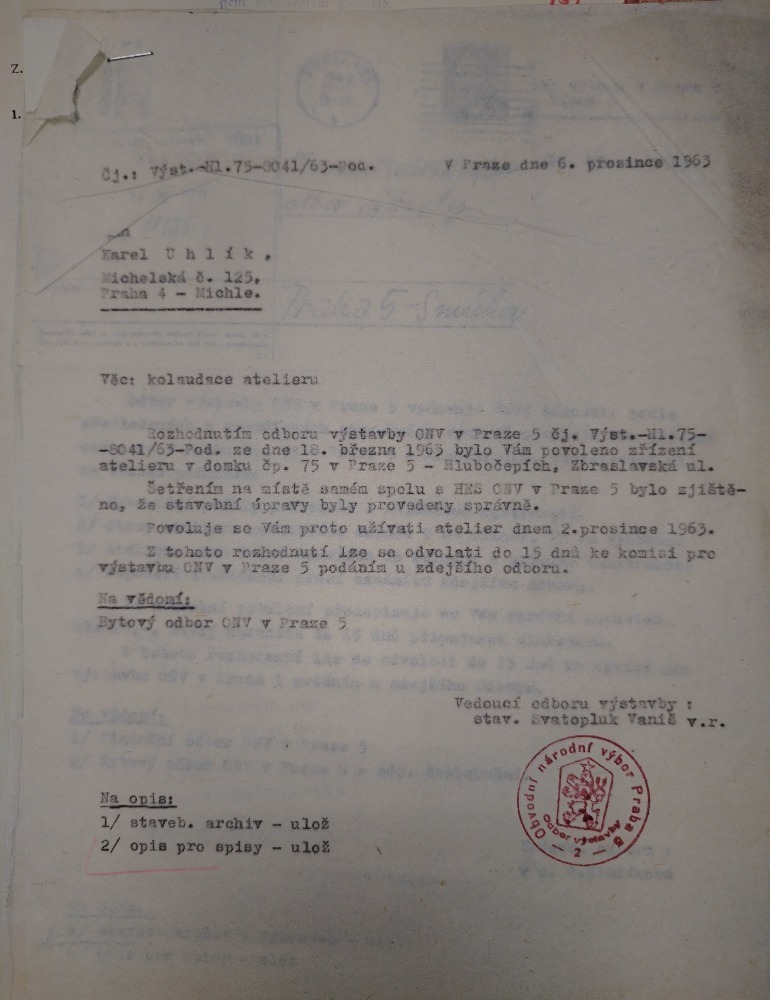 Z.
1.
Čj.: Výst.-Hl.75-8041/63-Pod.
V Praze dne 6. prosince 1963
Karel U h l í k ,
Michelská č. 125,
Praha 4 - Michle.
Praha 5 - Smíchov
Věc: kolaudace atelieru
Rozhodnutím odboru výstavby ONV v Praze 5 čj. Výst.-Hl.75-
-8041/63-Pod. ze dne 18. března 1963 bylo Vám povoleno zřízení
atelieru v domku čp. 75 v Praze 5 - Hlubočepích, Zbraslavská ul.
Šetřením na místě samém spolu s HES ONV v Praze 5 bylo zjiště-
no, že stavební úpravy byly provedeny správně.
Povoluje se Vám proto užívati atelier dnem 2.prosince 1963.
Z tohoto rozhodnutí lze se odvolati do 15 dnů ke komisi pro
výstavbu ONV v Praze 5 podáním u zdejšího odboru.
Na vědomí:
Bytový odbor ONV v Praze 5
Vedoucí odboru výstavby :
stav. Svatopluk Vaniš v.r.
Obvodní národní výbor Praha 5
Odbor výstavby
- 2 -
Na opis:
1/ staveb. archiv - ulož
2/ opis pro spisy - ulož